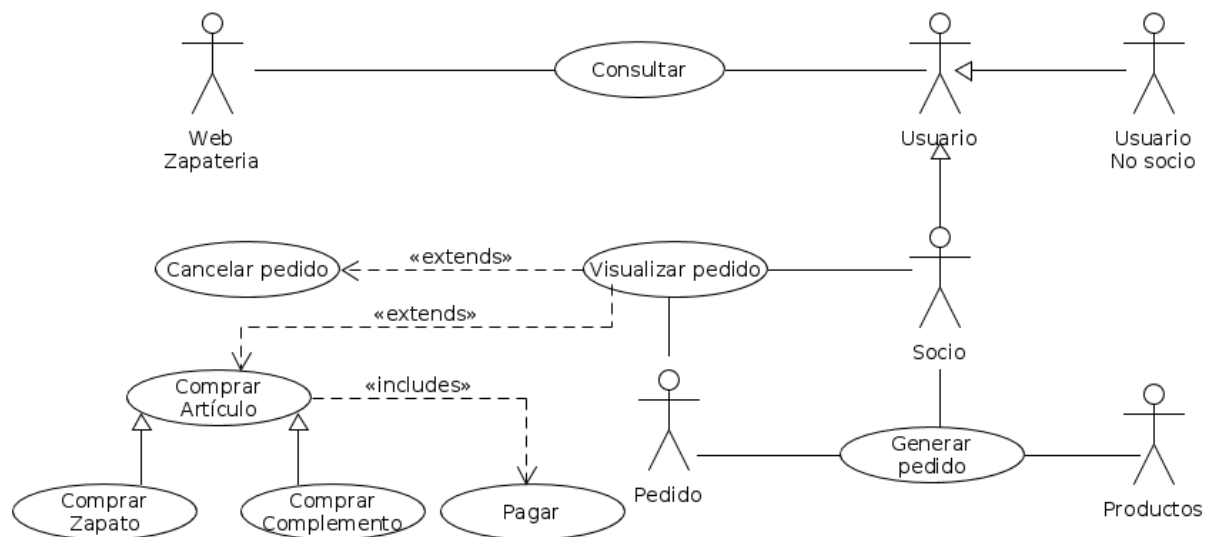 Consultar
Web
Zapateria
Usuario
Usuario
No socio
Cancelar pedido
«extends»
Visualizar pedido
«extends»
Socio
Comprar
Artículo
«includes»
Generar
pedido
Pedido
Productos
Comprar
Zapato
Comprar
Complemento
Pagar